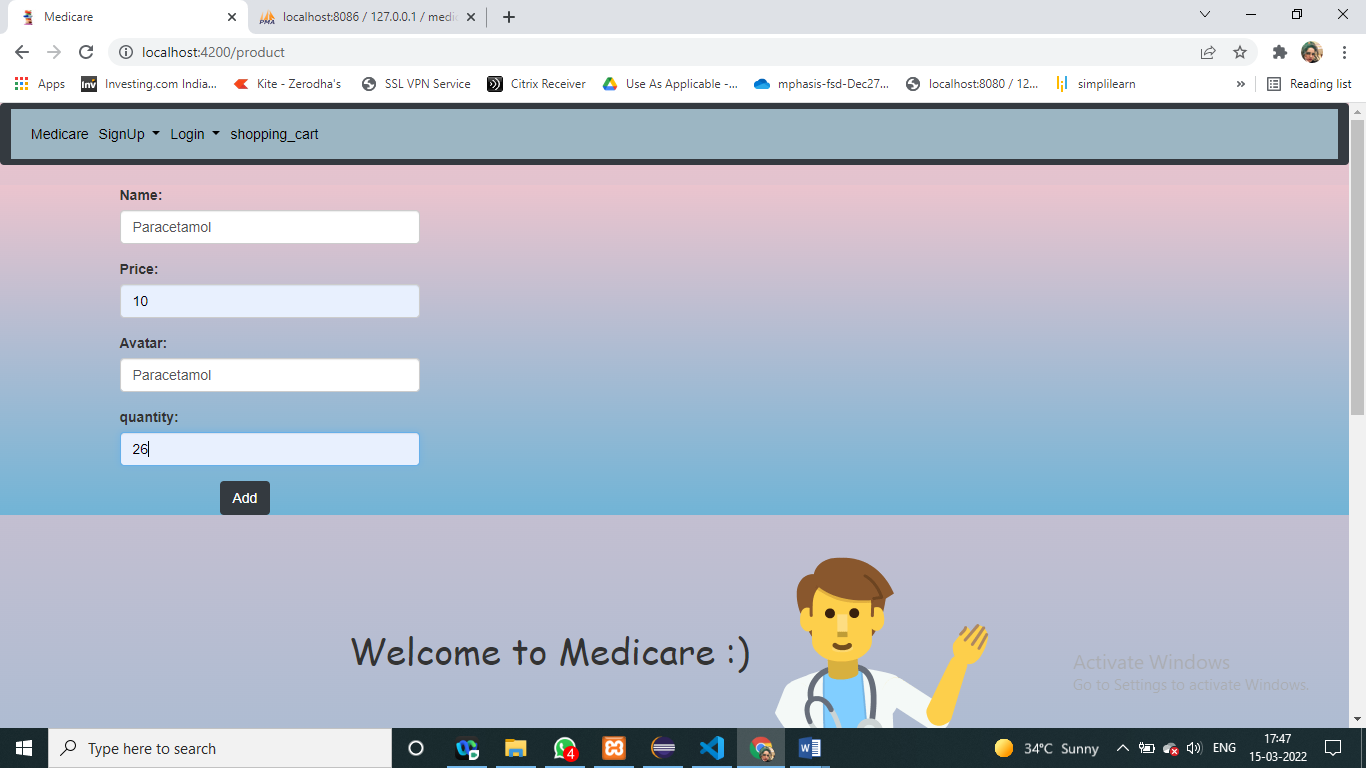 Medicare
localhost:8086 / 127.0.0.1 / medic
localhost:4200/product
Apps
Investing.com India...
Kite - Zerodha's
SSL VPN Service
Citrix Receiver
Use As Applicable -...
mphasis-fsd-Dec27...
localhost:8080 / 12...
simplilearn
»
Reading list
Medicare SignUp Login shopping_cart
Name:
Paracetamol
Price:
10
Avatar:
Paracetamol
quantity:
26
Add
Welcome to Medicare :)
Activate Windows
Go to Settings to activate Windows.
Type here to search
4
34°C Sunny
ENG
17:47
15-03-2022